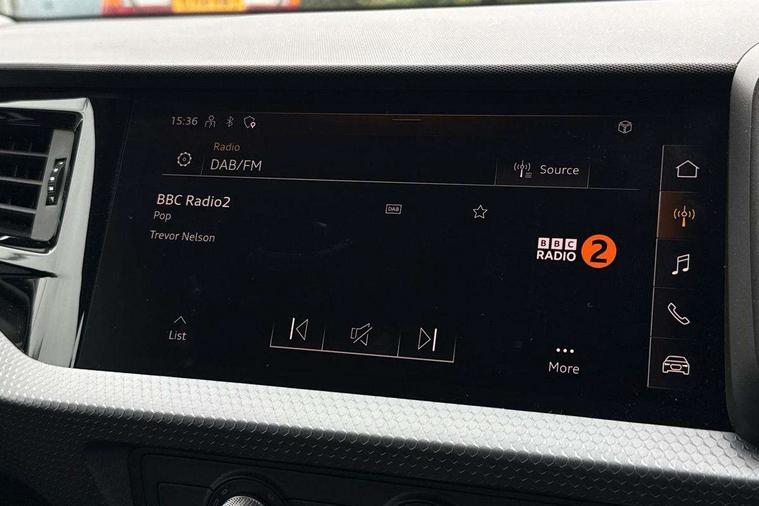 15:36
Radio
DAB/FM
Source
BBC Radio2
Pop
DAB
Trevor Nelson
BBC
RADIO 2
List
More